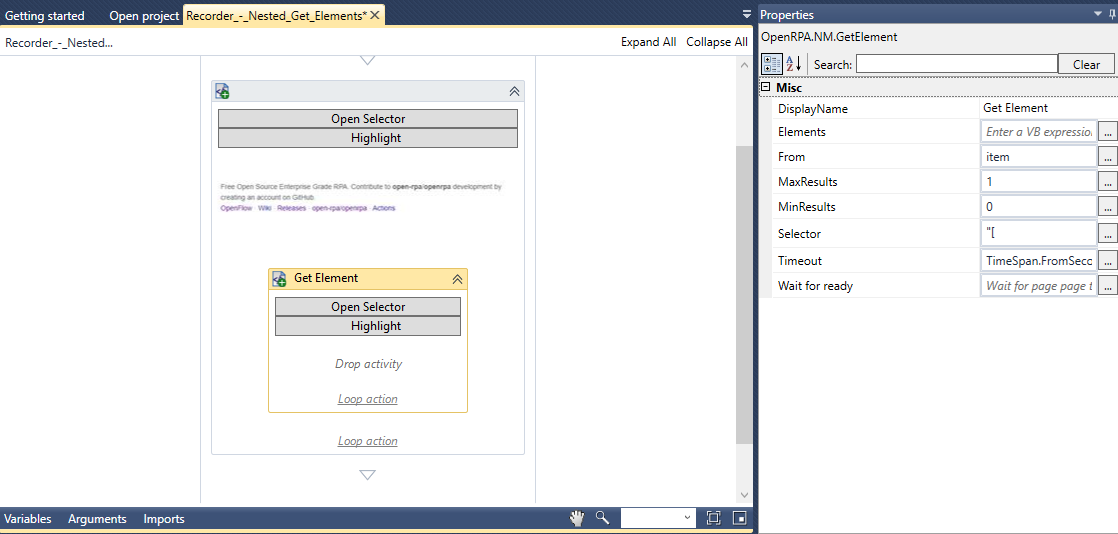 Getting started
Open project
Recorder_-_Nested_Get_Elements*
Recorder_-_Nested...
Expand All
Collapse All
Open Selector
Highlight
Free Open Source Enterprise Grade RPA. Contribute to open-rpa/openrpa development by
creating an account on GitHub.
OpenFlow · Wiki · Releases · open-rpa/openrpa · Actions
Get Element
Open Selector
Highlight
Drop activity
Loop action
Loop action
Variables
Arguments
Imports
Properties
OpenRPA.NM.GetElement
A
Z
Search:
Clear
Misc
DisplayName Get Element
Elements Enter a VB expression ...
From item ...
MaxResults 1 ...
MinResults 0 ...
Selector "[ ...
Timeout TimeSpan.FromSecc ...
Wait for ready Wait for page page t ...